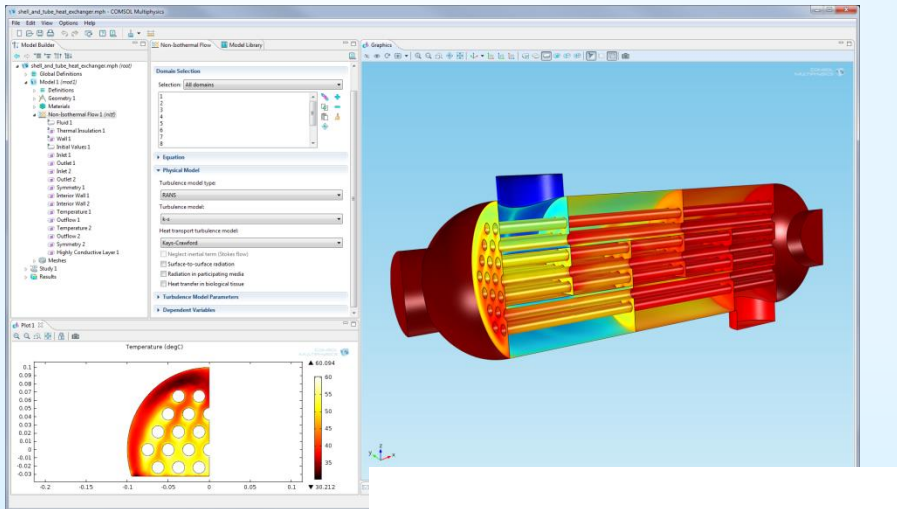 shell_and_tube_heat_exchanger.mph - COMSOL Multiphysics
File Edit View Options Help
Model Builder
shell_and_tube_heat_exchanger.mph (root)
Global Definitions
Model 1 (mod1)
Definitions
Geometry 1
Materials
Non-Isothermal Flow 1 (nitf)
Fluid 1
Thermal Insulation 1
Wall 1
Initial Values 1
Inlet 1
Outlet 1
Inlet 2
Outlet 2
Symmetry 1
Interior Wall 1
Interior Wall 2
Temperature 1
Outflow 1
Temperature 2
Outflow 2
Symmetry 2
Highly Conductive Layer 1
Meshes
Study 1
Results
Non-Isothermal Flow Model Library
Domain Selection
Selection: All domains
1
2
3
4
5
6
7
8
Equation
Physical Model
Turbulence model type:
RANS
Turbulence model:
k-ε
Heat transport turbulence model:
Kays-Crawford
Neglect inertial term (Stokes flow)
Surface-to-surface radiation
Radiation in participating media
Heat transfer in biological tissue
Turbulence Model Parameters
Dependent Variables
Graphics
z
y x
Plot 1
Temperature (degC)
▲ 60.094
0.1
0.09
0.08
0.07
0.06
0.05
0.04
0.03
0.02
0.01
0
-0.01
-0.02
-0.03
-0.2 -0.15 -0.1 -0.05 0 0.05 0.1
60
55
50
45
40
35
▼ 30.212